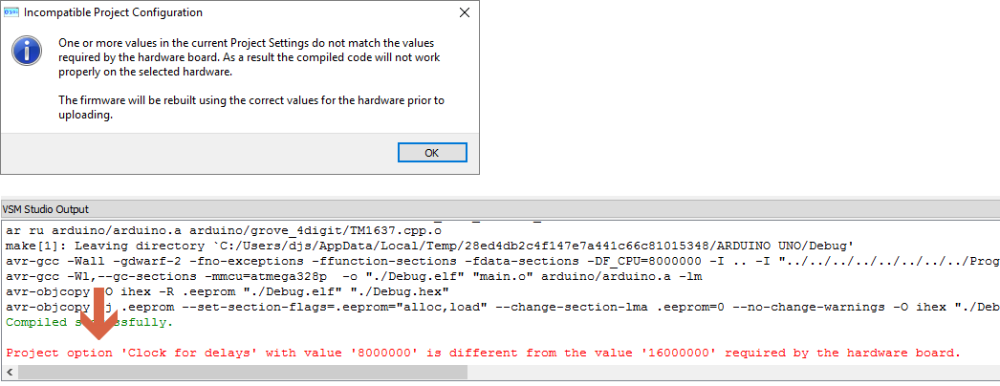 Incompatible Project Configuration
One or more values in the current Project Settings do not match the values
required by the hardware board. As a result the compiled code will not work
properly on the selected hardware.
The firmware will be rebuilt using the correct values for the hardware prior to
uploading.
OK
VSM Studio Output
ar ru arduino/arduino.a arduino/grove_4digit/TM1637.cpp.o
make[1]: Leaving directory `C:/Users/djs/AppData/Local/Temp/28ed4db2c4f147e7a441c66c81015348/ARDUINO UNO/Debug'
avr-gcc -Wall -gdwarf-2 -fno-exceptions -ffunction-sections -fdata-sections -DF_CPU=8000000 -I .. -I "../../../../../../../../Prog
avr-gcc -Wl,--gc-sections -mmcu=atmega328p -o "./Debug.elf" "main.o" arduino/arduino.a -lm
avr-objcopy O ihex -R .eeprom "./Debug.elf" "./Debug.hex"
avr-objcopy j .eeprom --set-section-flags=.eeprom="alloc,load" --change-section-lma .eeprom=0 --no-change-warnings -O ihex "./Deb
Compiled ssfully.
Project option 'Clock for delays' with value '8000000' is different from the value '16000000' required by the hardware board.